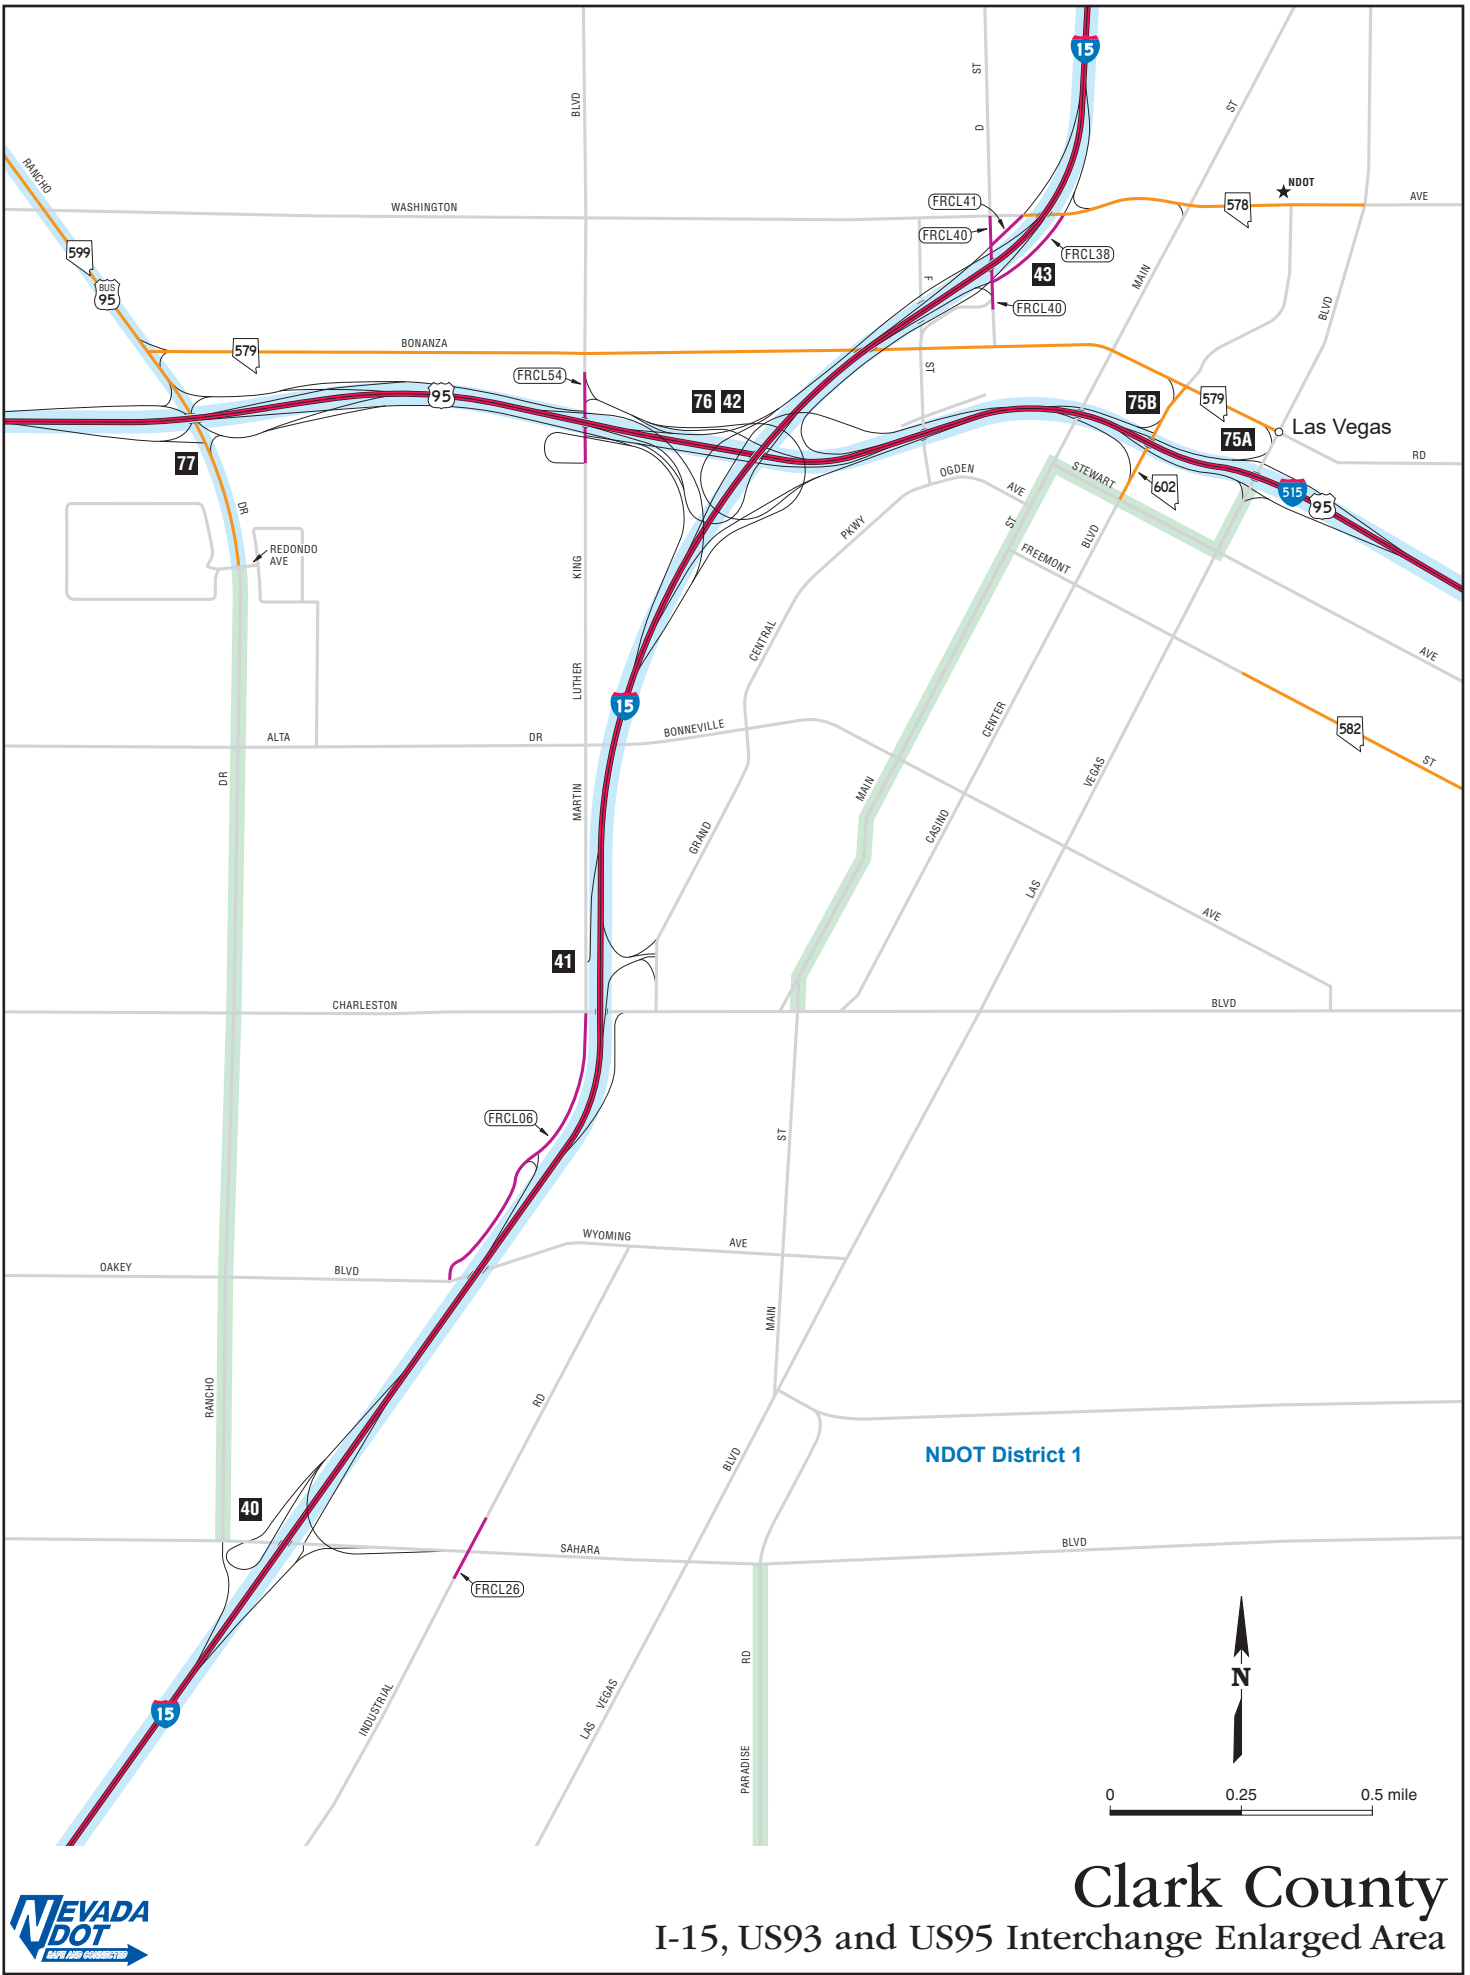 15
ST
BLVD
D
ST
RANCHO
NDOT
WASHINGTON
FRCL41
578
AVE
FRCL40
599
FRCL38
BUS
95
F
43
MAIN
FRCL40
BLVD
BONANZA
579
ST
FRCL54
95
76 42
75B
579
75A
Las Vegas
77
OGDEN
STEWART
RD
AVE
602
515
95
DR
PKWY
ST
BLVD
REDONDO
AVE
KING
FREEMONT
CENTRAL
AVE
LUTHER
15
CENTER
582
ALTA
DR
BONNEVILLE
ST
DR
MARTIN
MAIN
VEGAS
GRAND
CASINO
LAS
AVE
41
CHARLESTON
BLVD
FRCL06
ST
WYOMING
AVE
OAKEY
BLVD
MAIN
RANCHO
RD
BLVD
NDOT District 1
40
SAHARA
BLVD
FRCL26
RD
N
INDUSTRIAL
LAS VEGAS
15
PARADISE
0 0.25 0.5 mile
Clark County
I-15, US93 and US95 Interchange Enlarged Area
NEVADA
DOT
SAFE AND CONNECTED